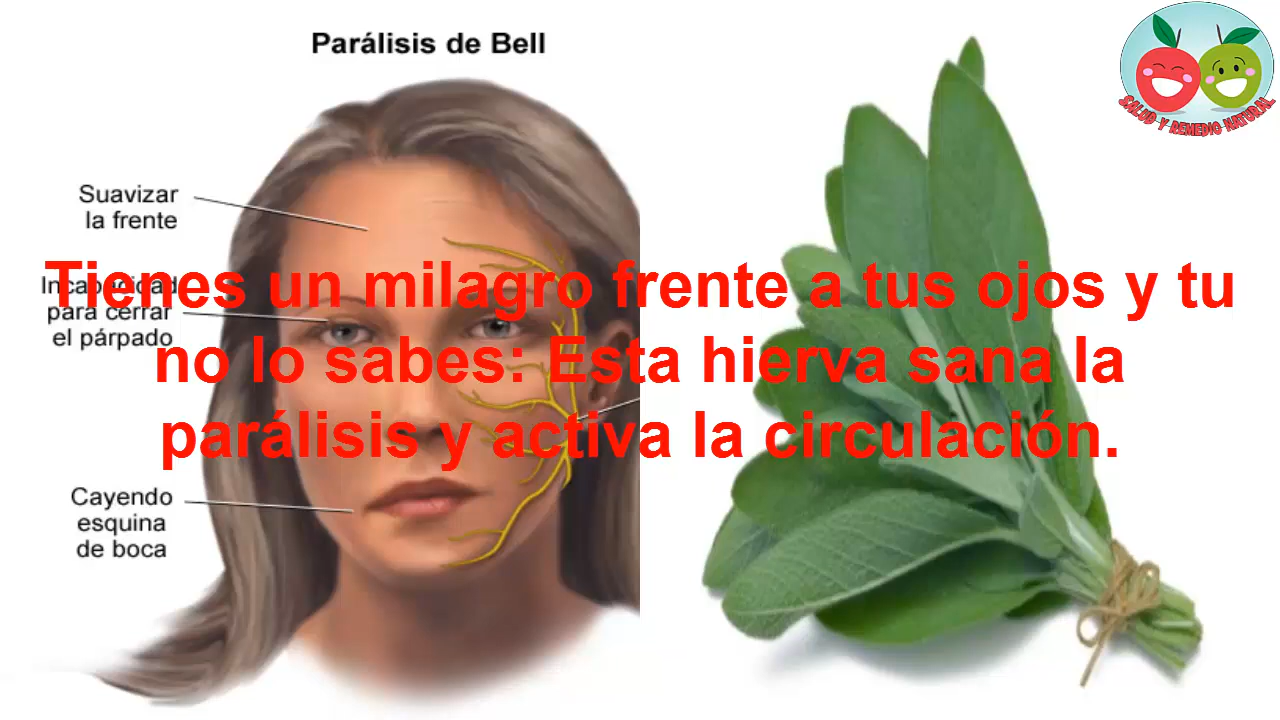 Parálisis de Bell
SALUD Y REMEDIO NATURAL
Suavizar
la frente
Incapacidad
para cerrar
el párpado
Tienes un milagro frente a tus ojos y tu
no lo sabes: Esta hierva sana la
parálisis y activa la circulación.
Cayendo
esquina
de boca